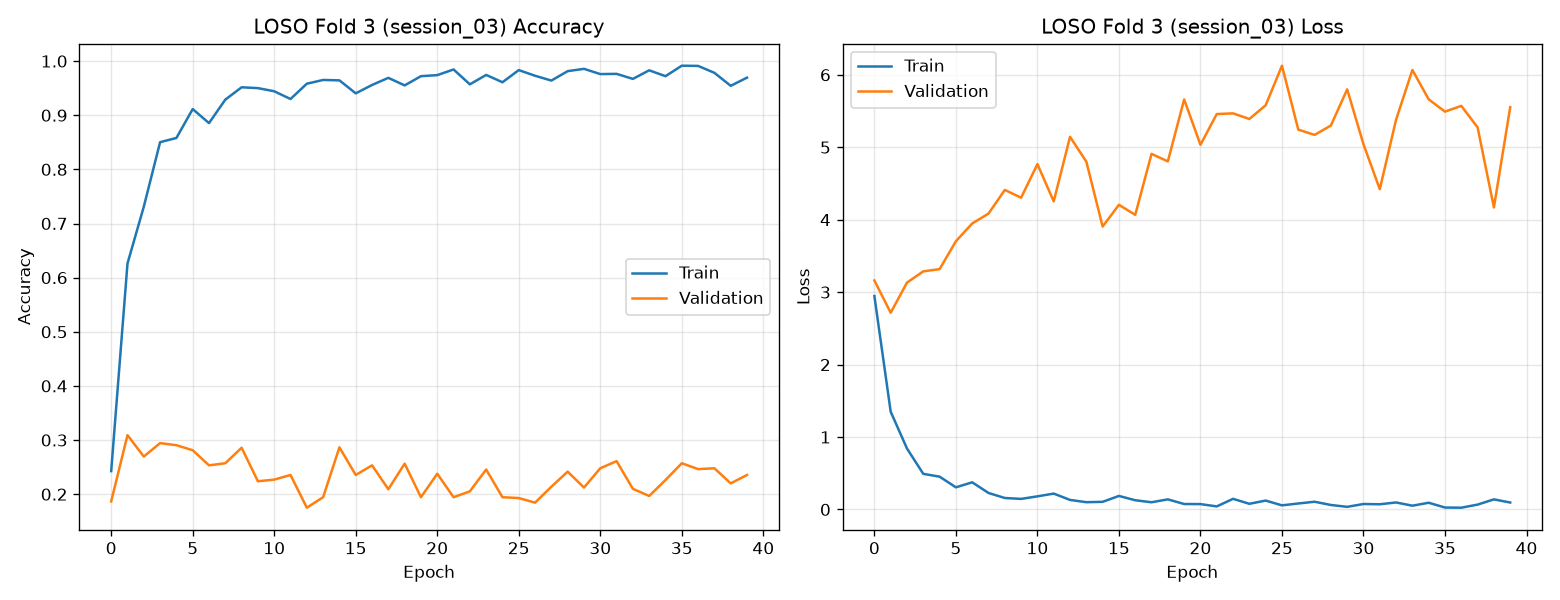 LOSO Fold 3 (session_03) Accuracy
1.0
0.9
0.8
0.7
0.6
0.5
0.4
0.3
0.2
Accuracy
Train
Validation
0 5 10 15 20 25 30 35 40
Epoch
LOSO Fold 3 (session_03) Loss
Train
Validation
6
5
4
3
2
1
0
Loss
0 5 10 15 20 25 30 35 40
Epoch